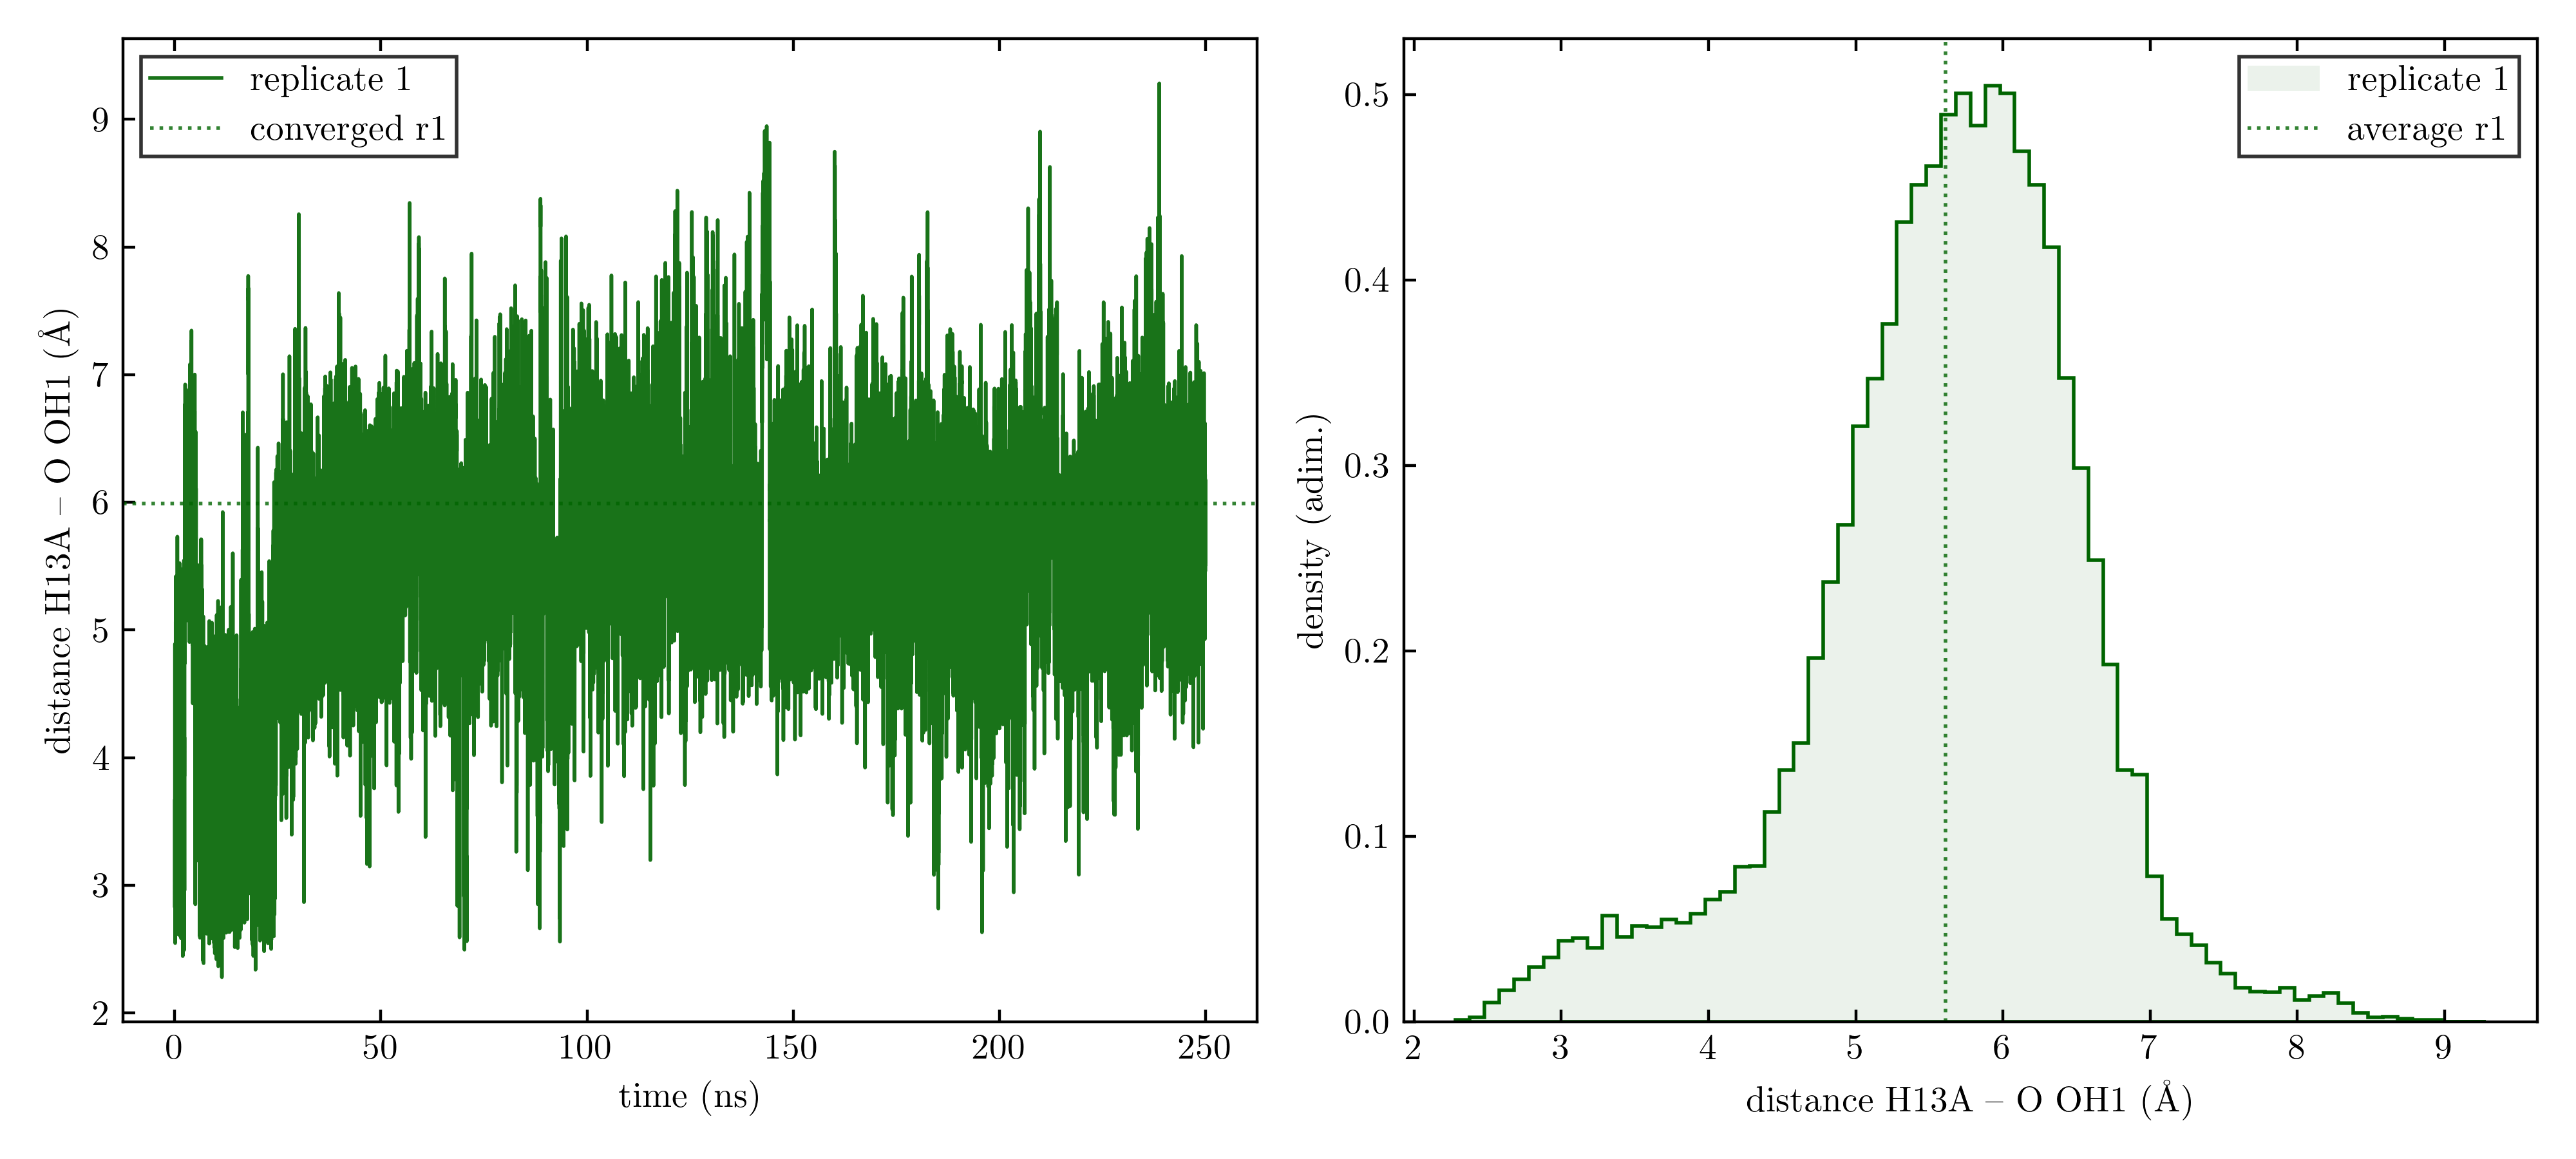 replicate 1
converged r1
9
8
7
6
5
4
3
2
distance H13A – O OH1 (Å)
0 50 100 150 200 250
time (ns)
replicate 1
average r1
0.5
0.4
0.3
0.2
0.1
0.0
density (adim.)
2 3 4 5 6 7 8 9
distance H13A – O OH1 (Å)